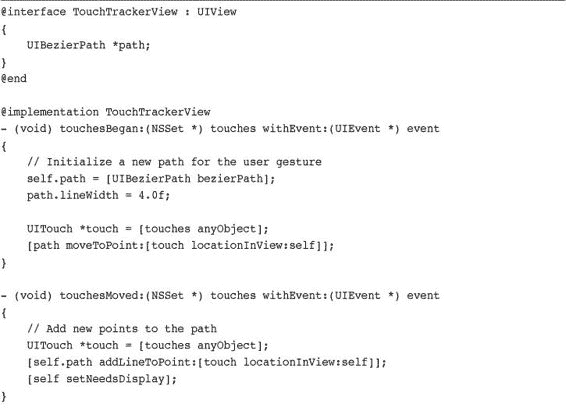 @interface TouchTrackerView : UIView
{
    UIBezierPath *path;
}
@end

@implementation TouchTrackerView
- (void) touchesBegan:(NSSet *) touches withEvent:(UIEvent *) event
{
    // Initialize a new path for the user gesture
    self.path = [UIBezierPath bezierPath];
    path.lineWidth = 4.0f;

    UITouch *touch = [touches anyObject];
    [path moveToPoint:[touch locationInView:self]];
}

- (void) touchesMoved:(NSSet *) touches withEvent:(UIEvent *) event
{
    // Add new points to the path
    UITouch *touch = [touches anyObject];
    [self.path addLineToPoint:[touch locationInView:self]];
    [self setNeedsDisplay];
}